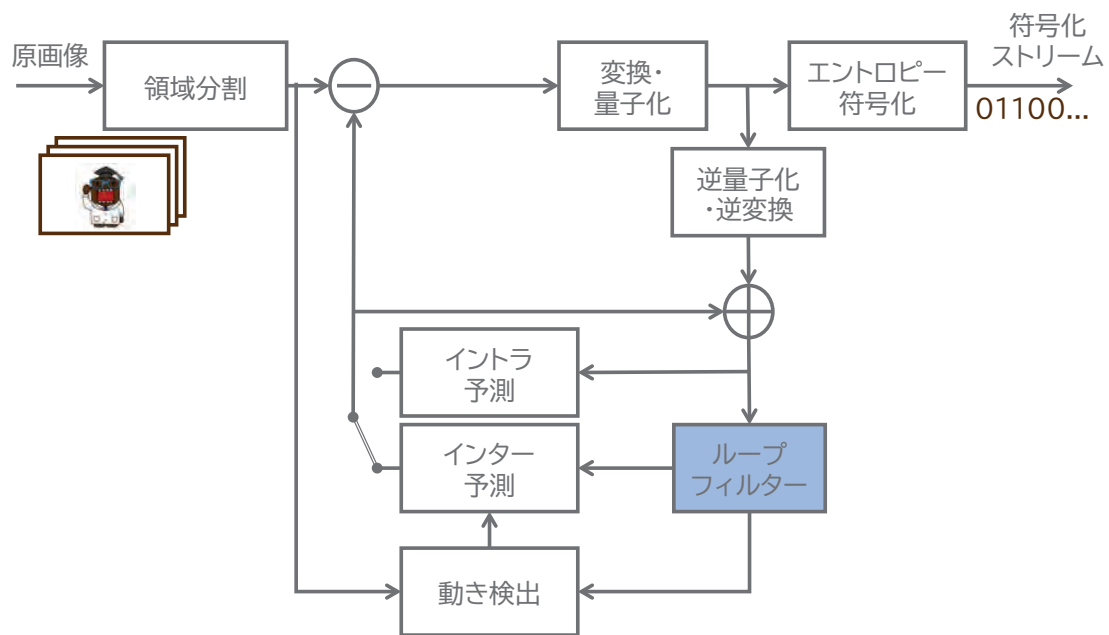 原画像
領域分割
変換・
量子化
エントロピー
符号化
符号化
ストリーム
01100...
逆量子化
・逆変換
イントラ
予測
インター
予測
ループ
フィルター
動き検出